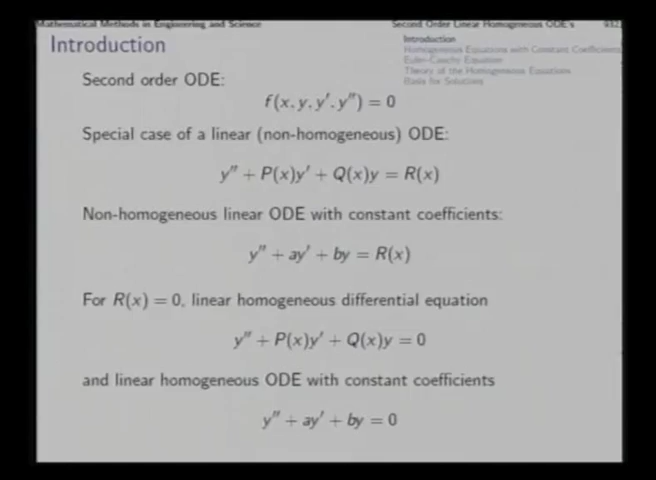 Mathematical Methods in Engineering and Science
Second Order Linear Homogeneous ODE's
Introduction
Introduction
Homogeneous Equations with Constant Coefficients
Euler-Cauchy Equation
Theory of the Homogeneous Equations
Basis for Solutions
Second order ODE:
f(x, y, y′, y″) = 0
Special case of a linear (non-homogeneous) ODE:
y″ + P(x)y′ + Q(x)y = R(x)
Non-homogeneous linear ODE with constant coefficients:
y″ + ay′ + by = R(x)
For R(x) = 0, linear homogeneous differential equation
y″ + P(x)y′ + Q(x)y = 0
and linear homogeneous ODE with constant coefficients
y″ + ay′ + by = 0